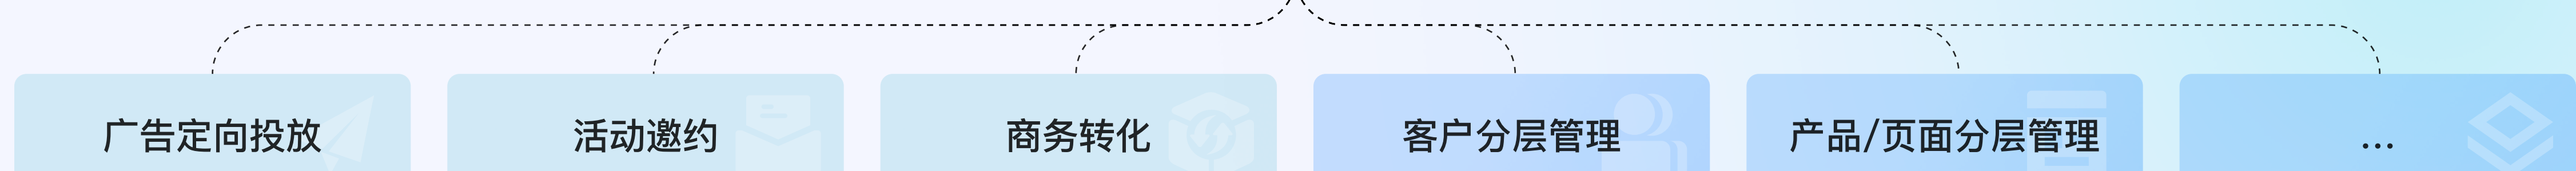 广告定向投放
活动邀约
商务转化
客户分层管理
产品/页面分层管理
...